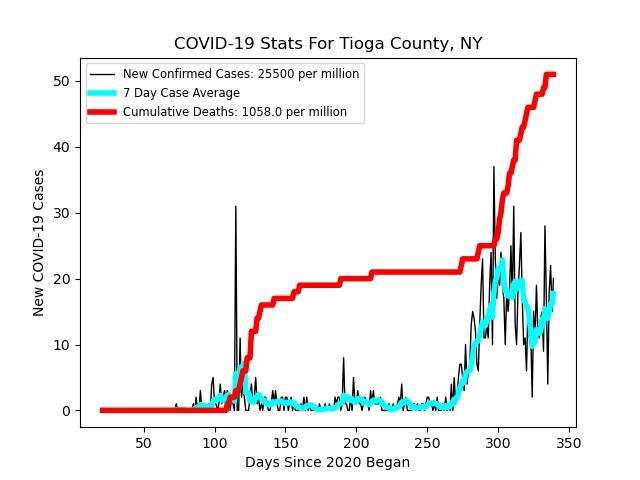 COVID-19 Stats For Tioga County, NY
New Confirmed Cases: 25500 per million
7 Day Case Average
Cumulative Deaths: 1058.0 per million
New COVID-19 Cases
50
40
30
20
10
0
50
100
150
200
250
300
350
Days Since 2020 Began